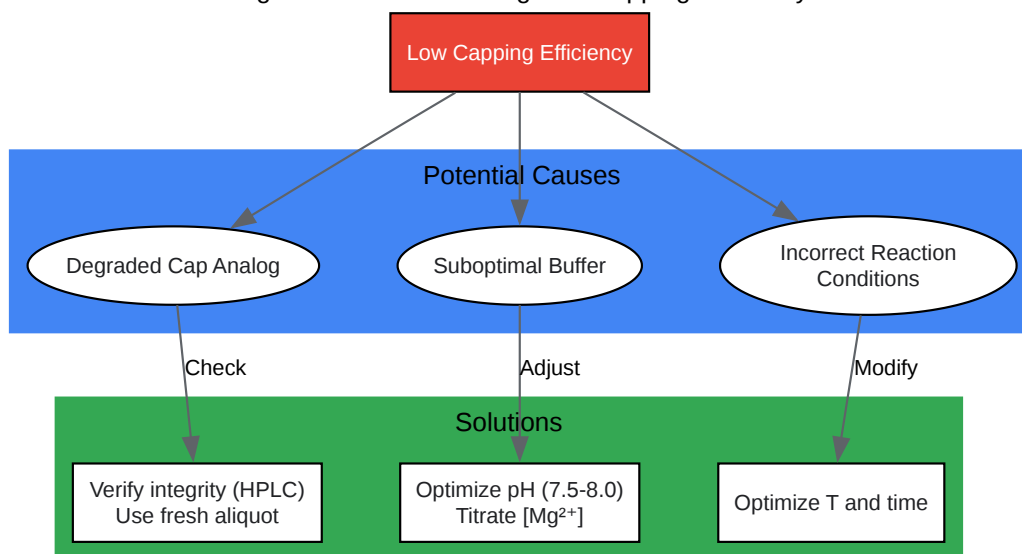 Low Capping Efficiency
Potential Causes
Degraded Cap Analog
Suboptimal Buffer
Incorrect Reaction
Conditions
Check
Adjust
Modify
Solutions
Verify integrity (HPLC)
Use fresh aliquot
Optimize pH (7.5-8.0)
Titrate [Mg²⁺]
Optimize T and time